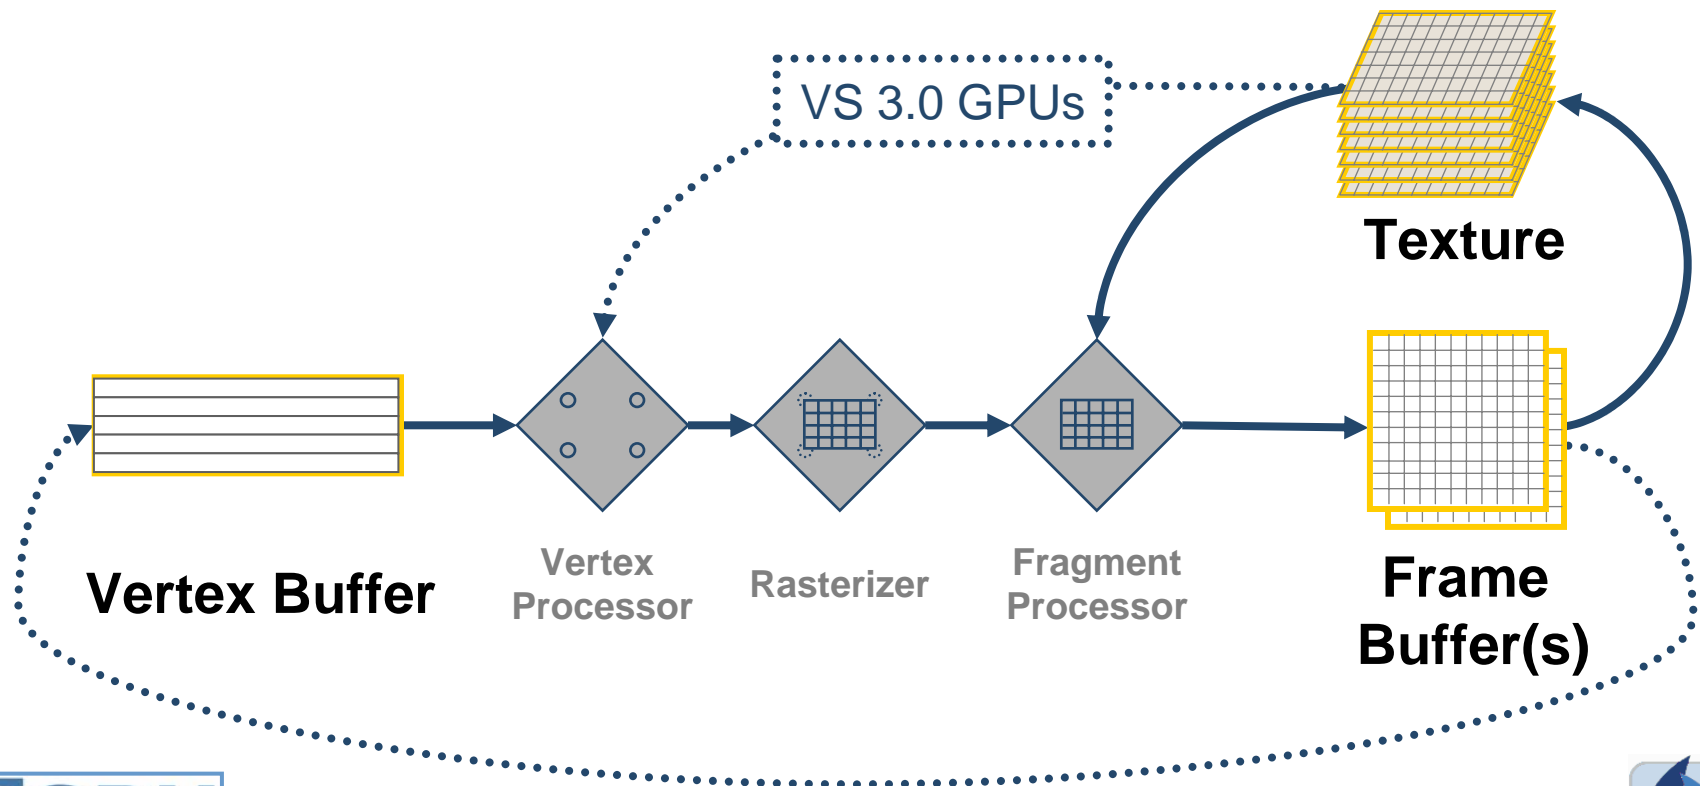 VS 3.0 GPUs
Texture
Vertex Buffer
Vertex
Processor
Rasterizer
Fragment
Processor
Frame
Buffer(s)